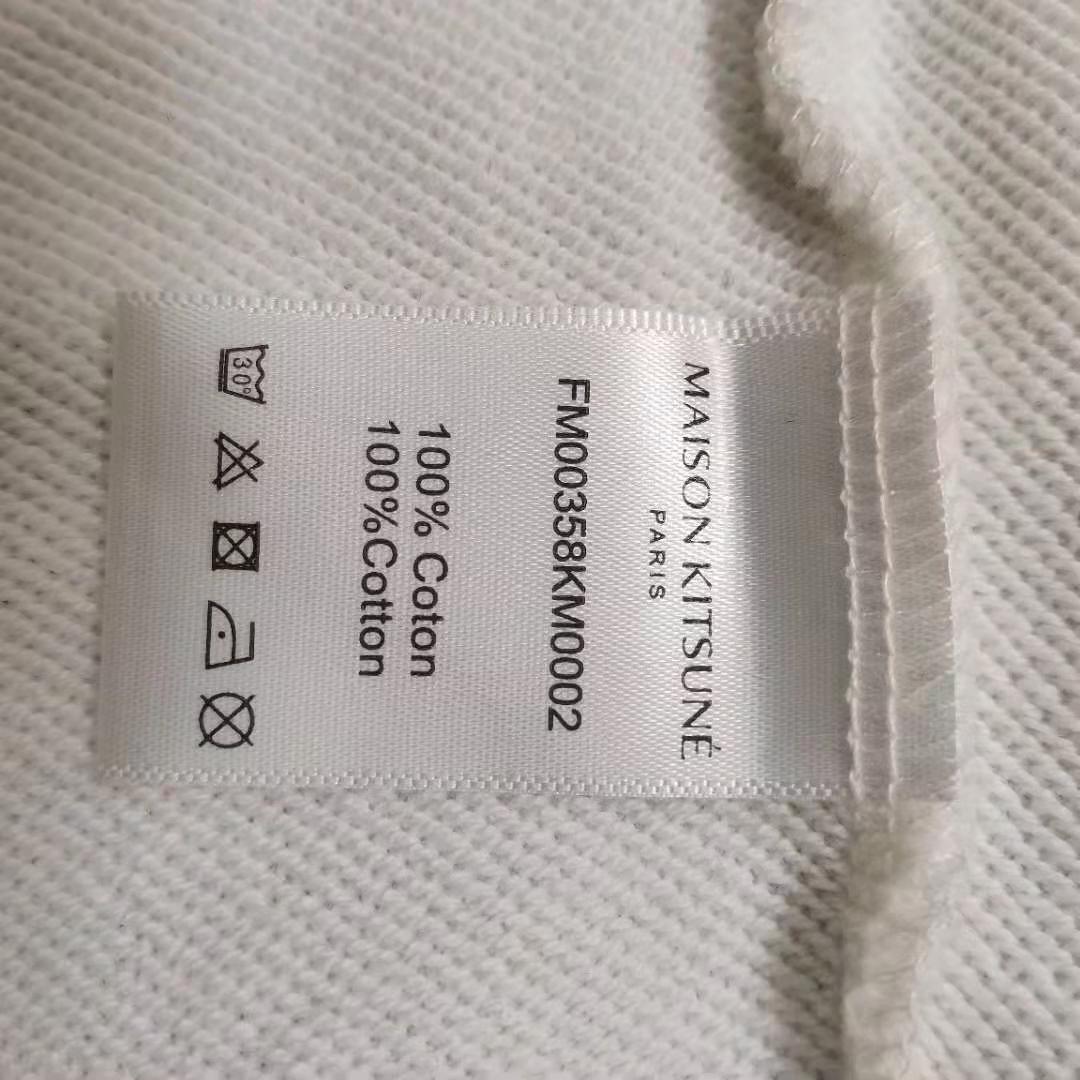 MAISON KITSUNÉ
PARIS
FM00358KM0002
100% Coton
100%Cotton
30°